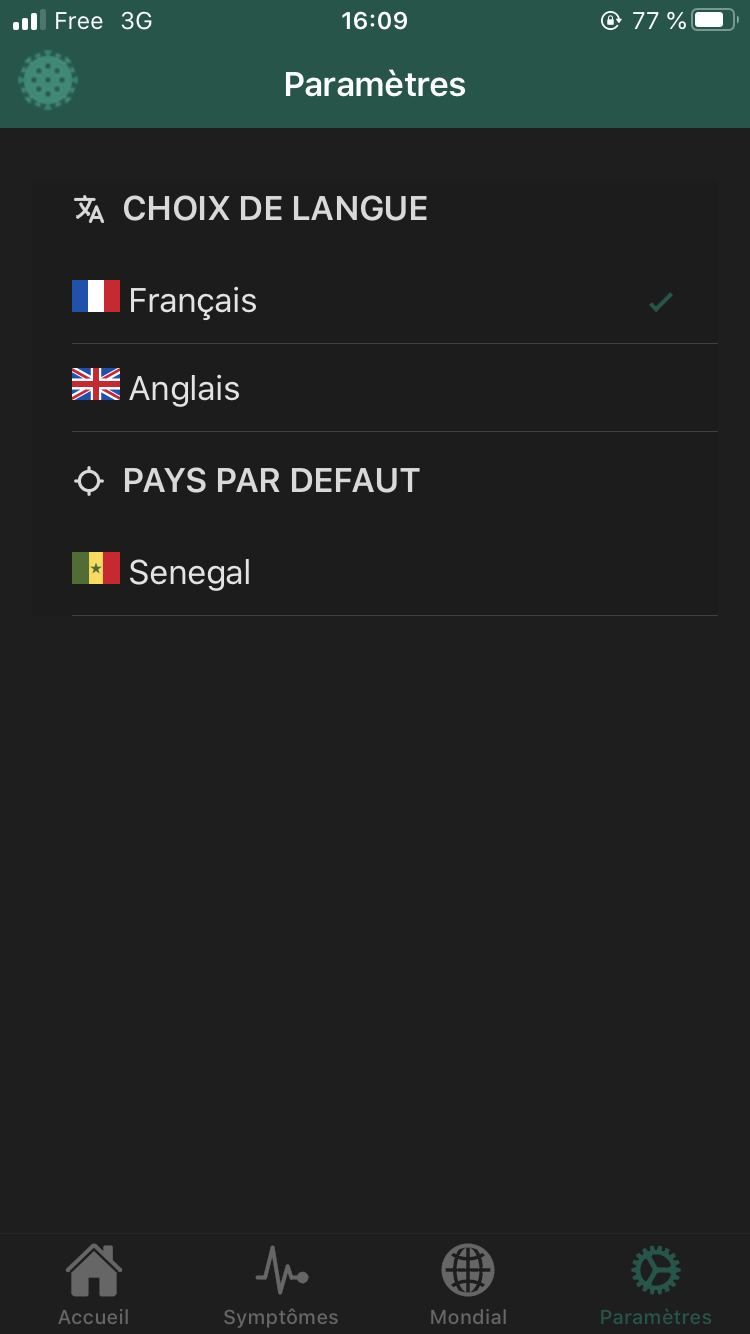 Free 3G 16:09 77 %
Paramètres
CHOIX DE LANGUE
Français
Anglais
PAYS PAR DEFAUT
Senegal
Accueil Symptômes Mondial Paramètres